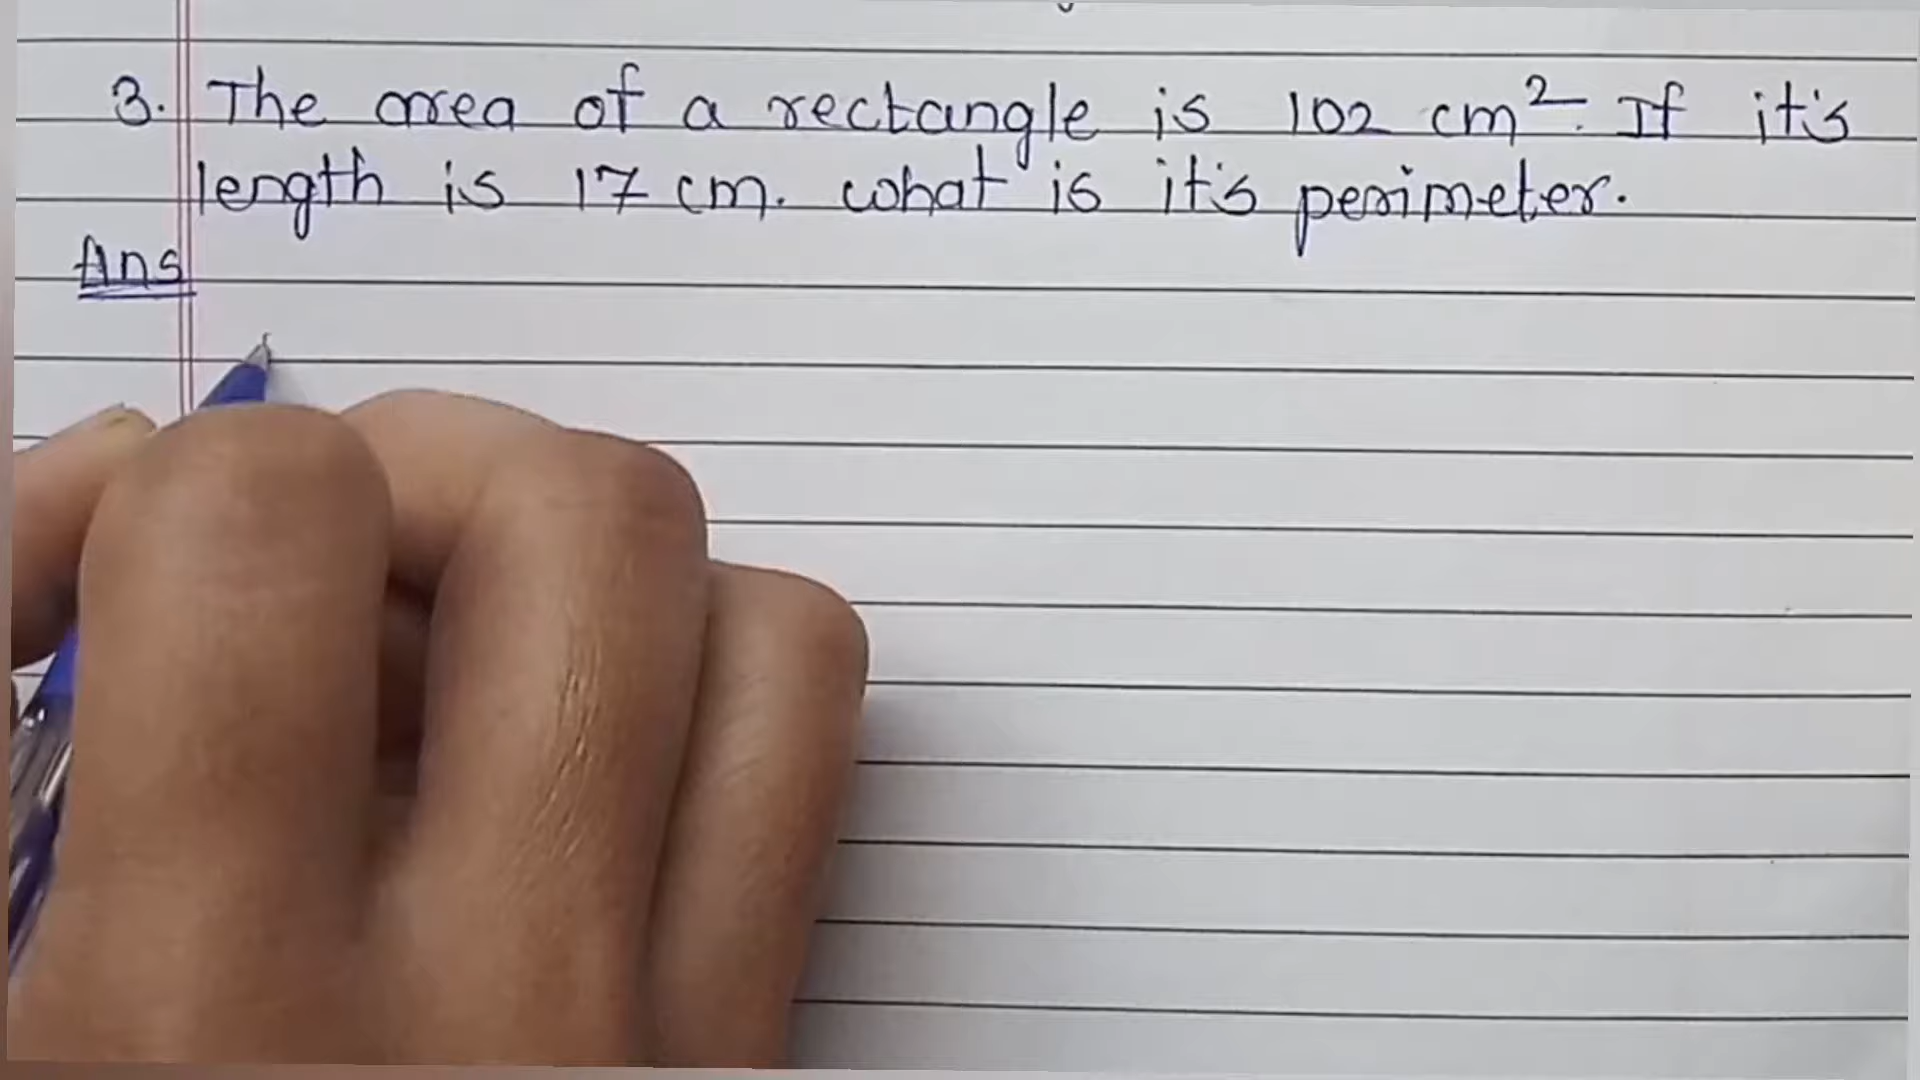 3. The area of a rectangle is 102 cm². If it's
length is 17 cm. what is it's perimeter.
Ans